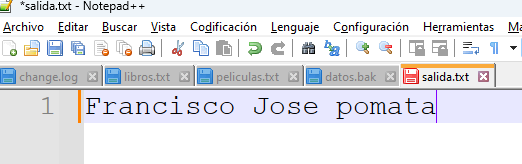 *salida.txt - Notepad++
Archivo Editar Buscar Vista Codificación Lenguaje Configuración Herramientas M
change.log libros.txt peliculas.txt datos.bak salida.txt
1 Francisco Jose pomata